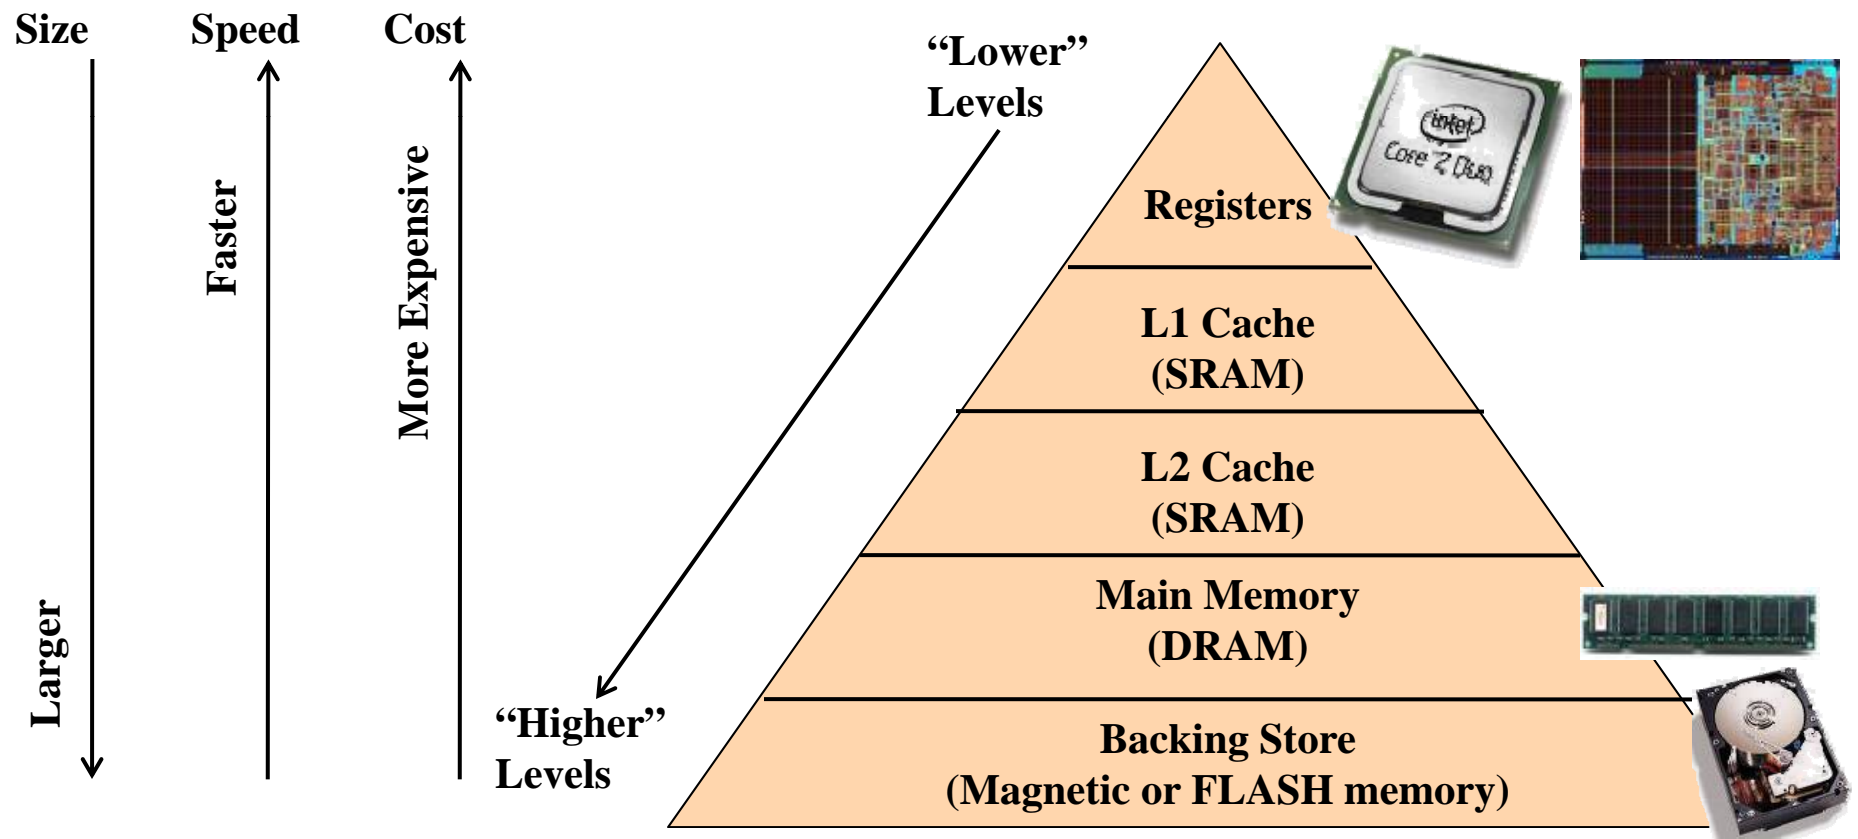 Size
Speed
Cost
Larger
Faster
More Expensive
“Lower”
Levels
“Higher”
Levels
Registers
L1 Cache
(SRAM)
L2 Cache
(SRAM)
Main Memory
(DRAM)
Backing Store
(Magnetic or FLASH memory)
intel
Core 2 Duo